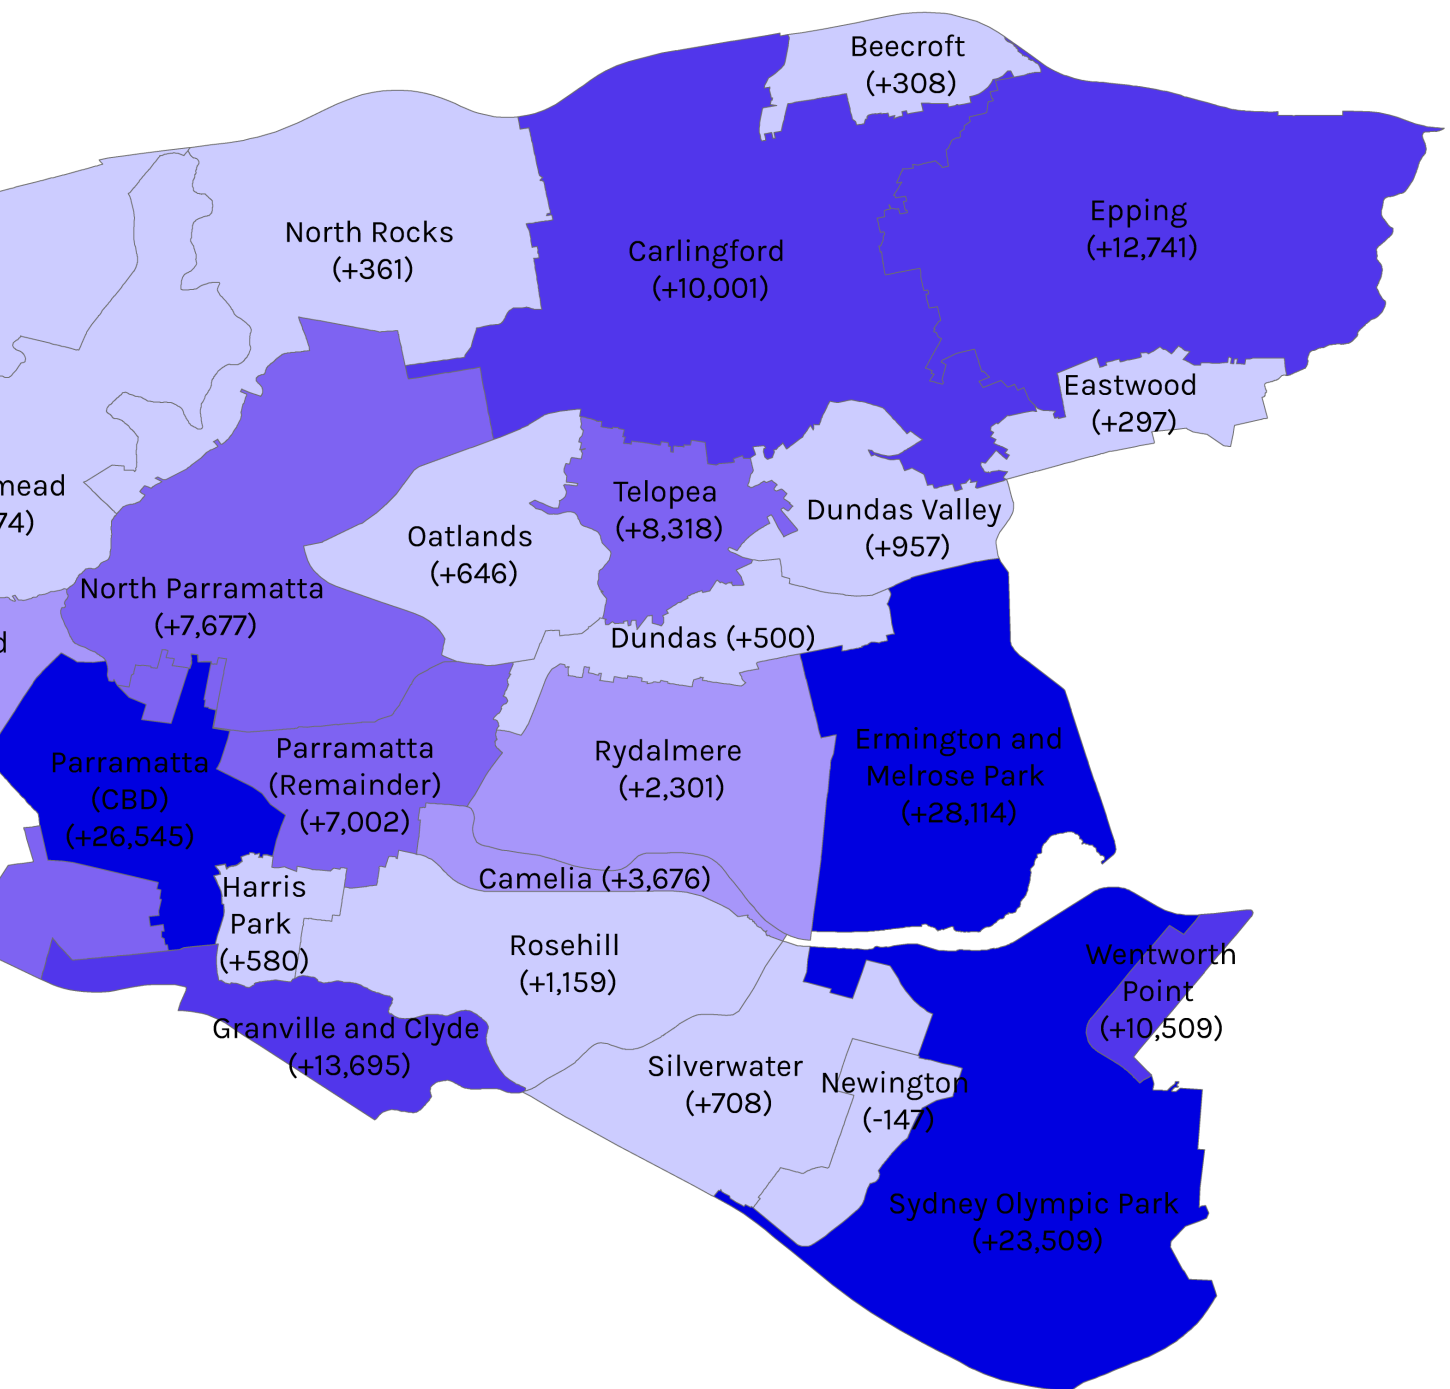 Beecroft
(+308)
Epping
(+12,741)
North Rocks
(+361)
Carlingford
(+10,001)
Eastwood
(+297)
mead
74)
Telopea
(+8,318)
Dundas Valley
(+957)
Oatlands
(+646)
North Parramatta
(+7,677)
d
Dundas (+500)
Parramatta
(CBD)
(+26,545)
Parramatta
(Remainder)
(+7,002)
Rydalmere
(+2,301)
Ermington and
Melrose Park
(+28,114)
Camelia (+3,676)
Harris
Park
(+580)
Rosehill
(+1,159)
Wentworth
Point
(+10,509)
Granville and Clyde
(+13,695)
Silverwater
(+708)
Newington
(-147)
Sydney Olympic Park
(+23,509)